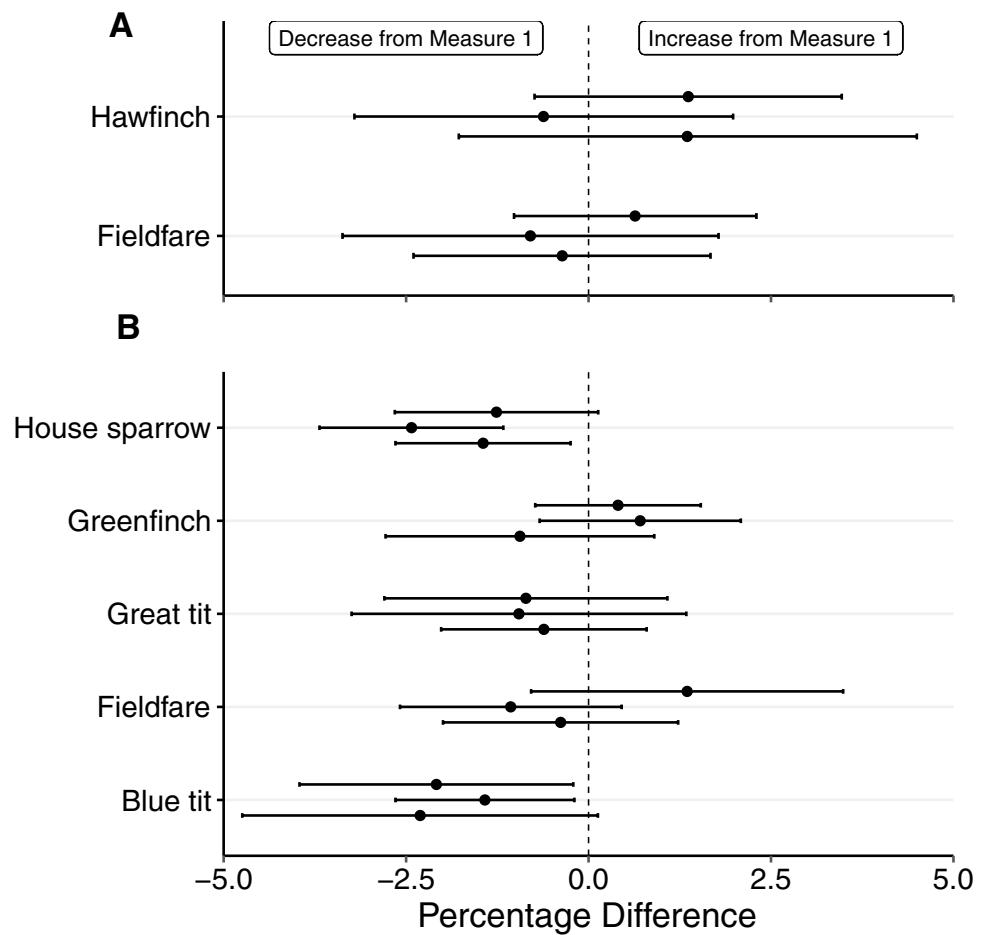 A
Decrease from Measure 1
Increase from Measure 1
Hawfinch
Fieldfare
B
House sparrow
Greenfinch
Great tit
Fieldfare
Blue tit
−5.0
−2.5
0.0
2.5
5.0
Percentage Difference